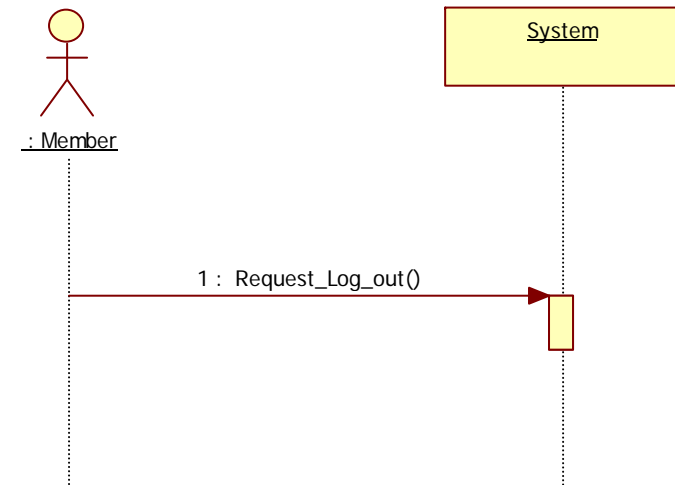 System
: Member
1 : Request_Log_out()